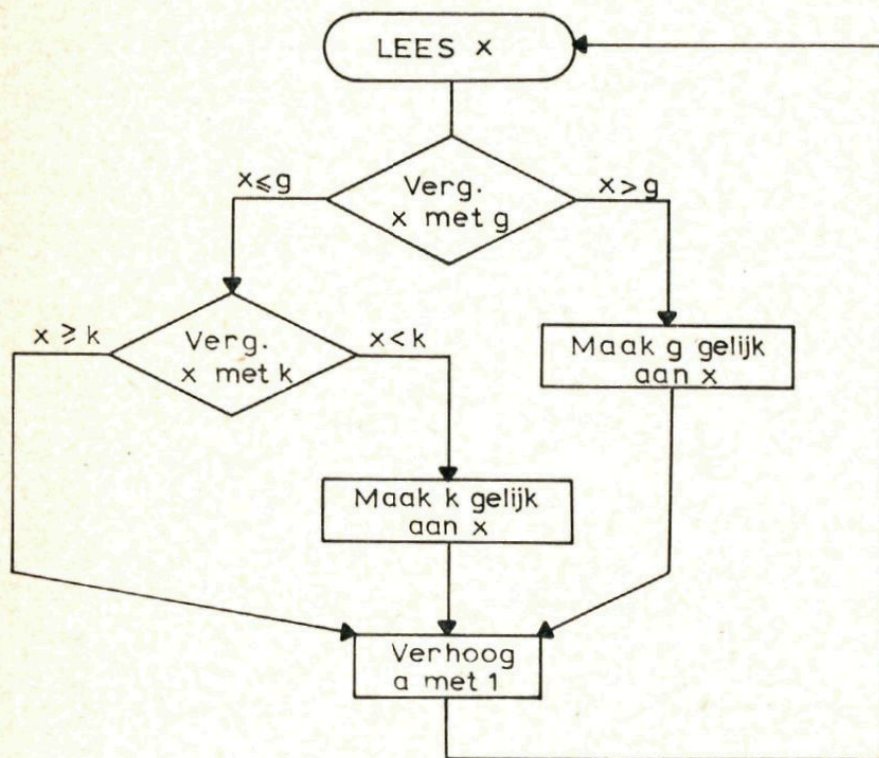 LEES x
x≤g
Verg.
x met g
x>g
x ≥ k
Verg.
x met k
x<k
Maak g gelijk
aan x
Maak k gelijk
aan x
Verhoog
a met 1